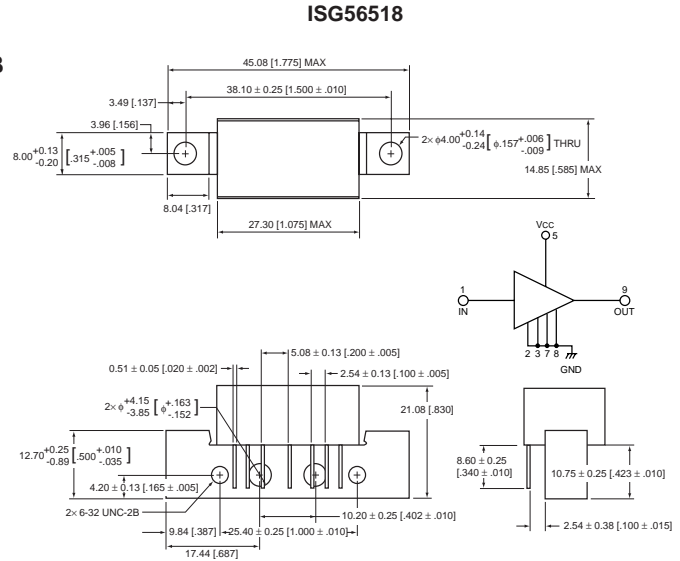 ISG56518
B
45.08 [1.775] MAX
38.10 ± 0.25 [1.500 ± .010]
3.49 [.137]
3.96 [.156]
8.00 +0.13 -0.20 [.315 +.005 -.008]
2× ϕ4.00 +0.14 -0.24 [ϕ.157 +.006 -.009] THRU
14.85 [.585] MAX
8.04 [.317]
27.30 [1.075] MAX
VCC
5
1
IN
9
OUT
2 3 7 8
GND
5.08 ± 0.13 [.200 ± .005]
0.51 ± 0.05 [.020 ± .002]
2.54 ± 0.13 [.100 ± .005]
2× ϕ +4.15 -3.85 [ϕ +.163 -.152]
21.08 [.830]
12.70 +0.25 -0.89 [.500 +.010 -.035]
8.60 ± 0.25
[.340 ± .010]
10.75 ± 0.25 [.423 ± .010]
4.20 ± 0.13 [.165 ± .005]
2× 6-32 UNC-2B
10.20 ± 0.25 [.402 ± .010]
2.54 ± 0.38 [.100 ± .015]
9.84 [.387]
25.40 ± 0.25 [1.000 ± .010]
17.44 [.687]